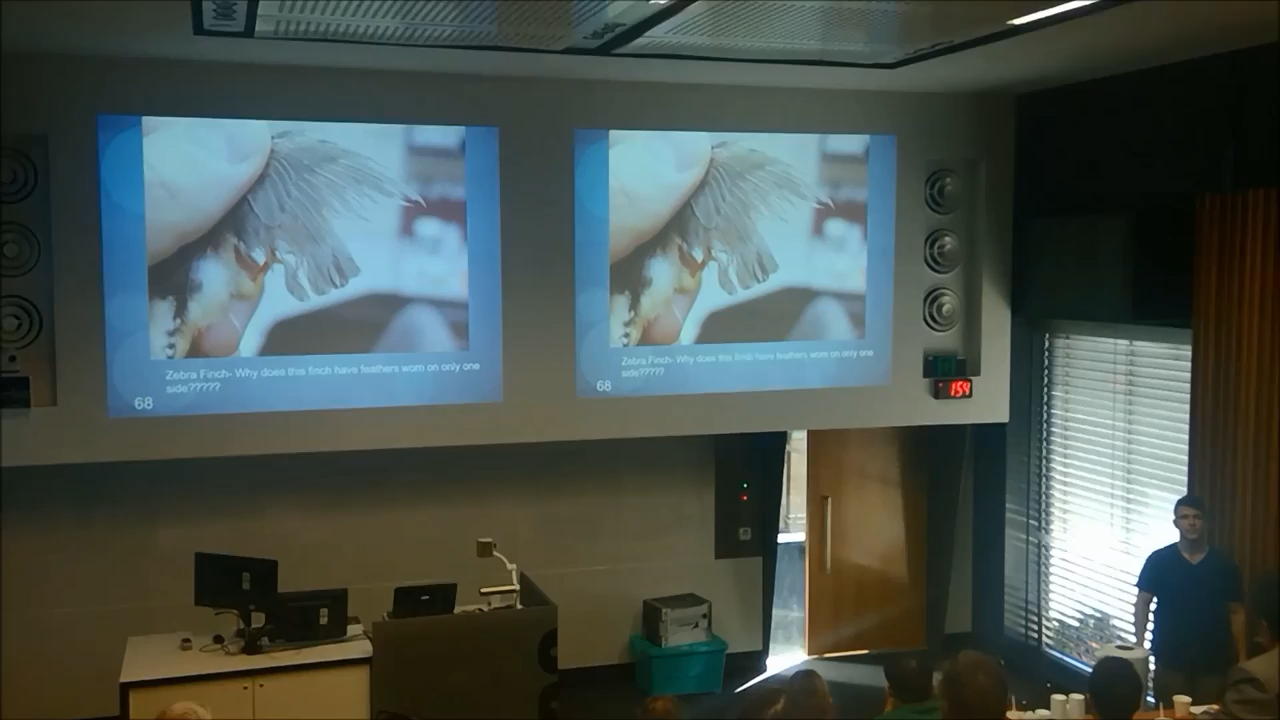 Zebra Finch- Why does this finch have feathers worn on only one
side?????
68
Zebra Finch- Why does this finch have feathers worn on only one
side?????
68
154